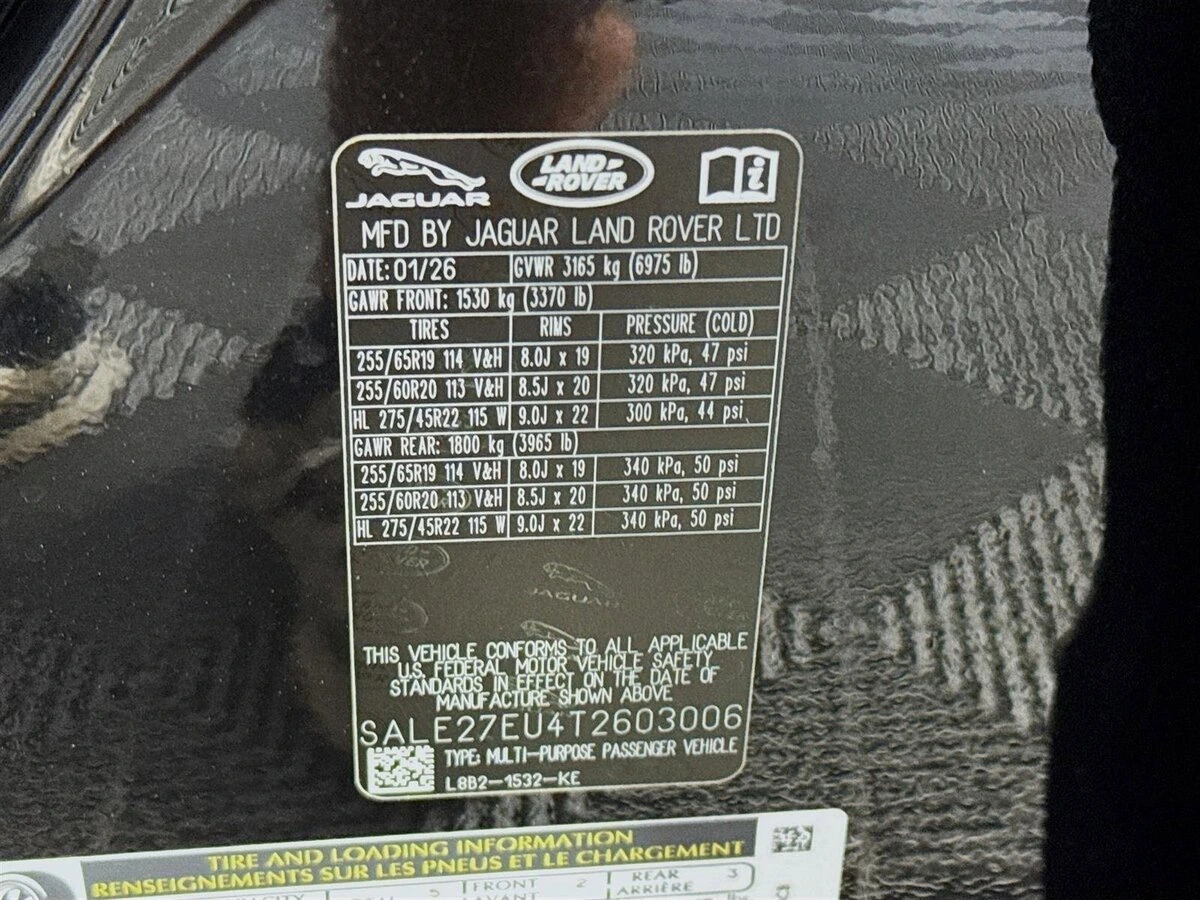 JAGUAR
LAND ROVER
i
MFD BY JAGUAR LAND ROVER LTD
DATE: 01/26 GVWR 3165 kg (6975 lb)
GAWR FRONT: 1530 kg (3370 lb)
TIRES RIMS PRESSURE (COLD)
255/65R19 114 V&H 8.0J x 19 320 kPa, 47 psi
255/60R20 113 V&H 8.5J x 20 320 kPa, 47 psi
HL 275/45R22 115 W 9.0J x 22 300 kPa, 44 psi
GAWR REAR: 1800 kg (3965 lb)
255/65R19 114 V&H 8.0J x 19 340 kPa, 50 psi
255/60R20 113 V&H 8.5J x 20 340 kPa, 50 psi
HL 275/45R22 115 W 9.0J x 22 340 kPa, 50 psi
JAGUAR
THIS VEHICLE CONFORMS TO ALL APPLICABLE
U.S. FEDERAL MOTOR VEHICLE SAFETY
STANDARDS IN EFFECT ON THE DATE OF
MANUFACTURE SHOWN ABOVE
SALE27EU4T2603006
TYPE: MULTI-PURPOSE PASSENGER VEHICLE
L8B2-1532-KE
TIRE AND LOADING INFORMATION
RENSEIGNEMENTS SUR LES PNEUS ET LE CHARGEMENT
5 FRONT 2 REAR 3
AVANT ARRIÈRE